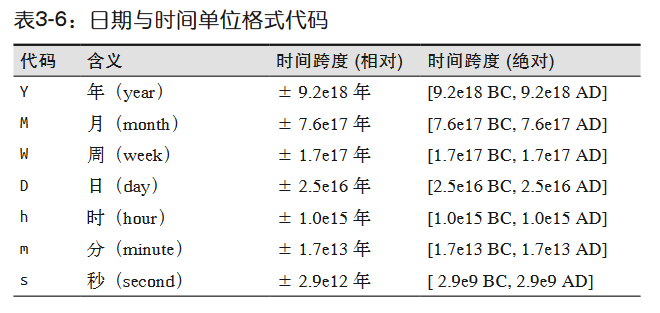 表3-6：日期与时间单位格式代码
代码 含义 时间跨度 (相对) 时间跨度 (绝对)
Y 年（year） ± 9.2e18 年 [9.2e18 BC, 9.2e18 AD]
M 月（month） ± 7.6e17 年 [7.6e17 BC, 7.6e17 AD]
W 周（week） ± 1.7e17 年 [1.7e17 BC, 1.7e17 AD]
D 日（day） ± 2.5e16 年 [2.5e16 BC, 2.5e16 AD]
h 时（hour） ± 1.0e15 年 [1.0e15 BC, 1.0e15 AD]
m 分（minute） ± 1.7e13 年 [1.7e13 BC, 1.7e13 AD]
s 秒（second） ± 2.9e12 年 [ 2.9e9 BC, 2.9e9 AD]